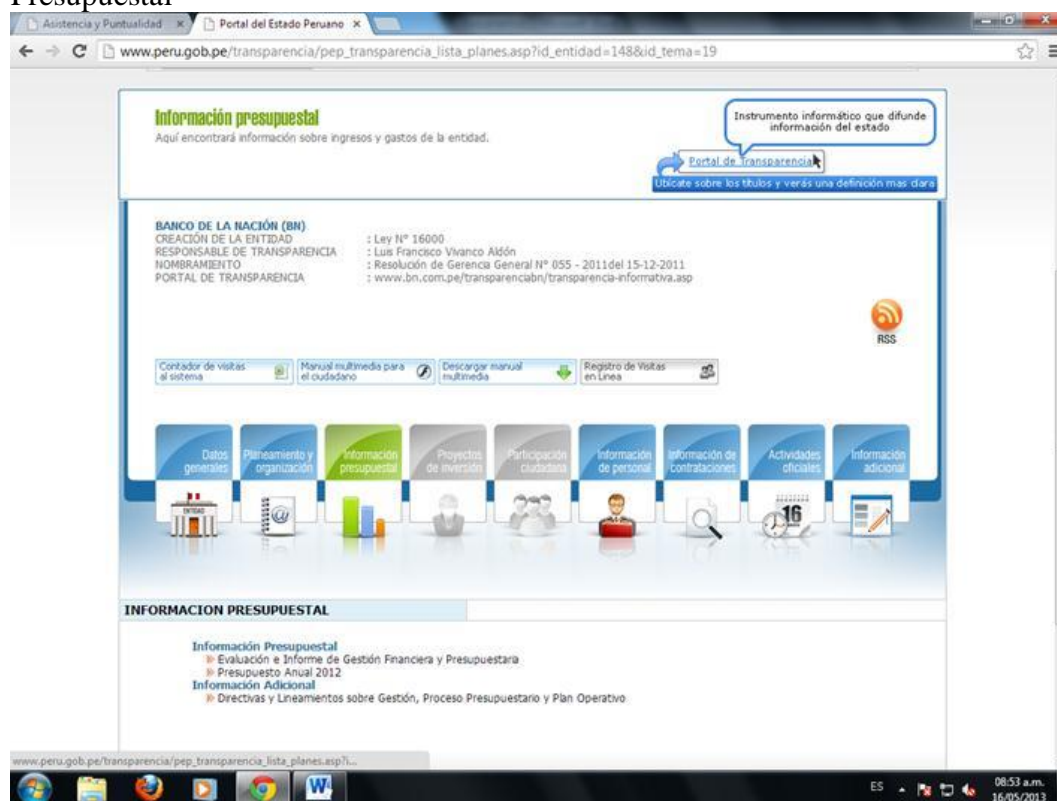 Presupuestal
Asistencia y Puntualidad
Portal del Estado Peruano
www.peru.gob.pe/transparencia/pep_transparencia_lista_planes.asp?id_entidad=148&id_tema=19
Información presupuestal
Aquí encontrará información sobre ingresos y gastos de la entidad.
Instrumento informático que difunde
información del estado
Portal de Transparencia
Ubícate sobre los títulos y verás una definición mas clara
BANCO DE LA NACIÓN (BN)
CREACIÓN DE LA ENTIDAD : Ley N° 16000
RESPONSABLE DE TRANSPARENCIA : Luis Francisco Vivanco Aldón
NOMBRAMIENTO : Resolución de Gerencia General N° 055 - 2011del 15-12-2011
PORTAL DE TRANSPARENCIA : www.bn.com.pe/transparenciabn/transparencia-informativa.asp
RSS
Contador de visitas
al sistema
Manual multimedia para
el ciudadano
Descargar manual
multimedia
Registro de Visitas
en Linea
Datos
generales
Planeamiento y
organización
Información
presupuestal
Proyectos
de inversión
Participación
ciudadana
Información
de personal
Información de
contrataciones
Actividades
oficiales
Información
adicional
ENTIDAD
16
INFORMACION PRESUPUESTAL
Información Presupuestal
Evaluación e Informe de Gestión Financiera y Presupuestaria
Presupuesto Anual 2012
Información Adicional
Directivas y Lineamientos sobre Gestión, Proceso Presupuestario y Plan Operativo
www.peru.gob.pe/transparencia/pep_transparencia_lista_planes.asp?i...
ES
08:53 a.m.
16/05/2013